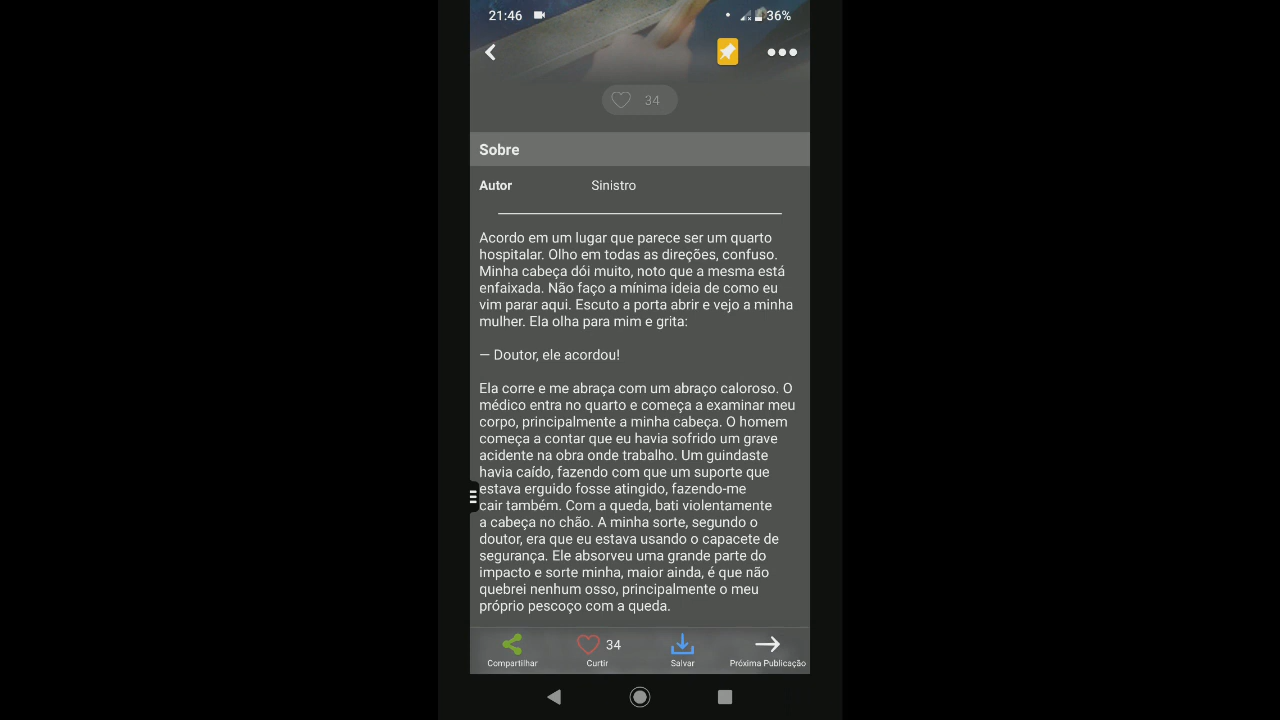 21:46
36%
34
Sobre
Autor Sinistro
Acordo em um lugar que parece ser um quarto
hospitalar. Olho em todas as direções, confuso.
Minha cabeça dói muito, noto que a mesma está
enfaixada. Não faço a mínima ideia de como eu
vim parar aqui. Escuto a porta abrir e vejo a minha
mulher. Ela olha para mim e grita:
— Doutor, ele acordou!
Ela corre e me abraça com um abraço caloroso. O
médico entra no quarto e começa a examinar meu
corpo, principalmente a minha cabeça. O homem
começa a contar que eu havia sofrido um grave
acidente na obra onde trabalho. Um guindaste
havia caído, fazendo com que um suporte que
estava erguido fosse atingido, fazendo-me
cair também. Com a queda, bati violentamente
a cabeça no chão. A minha sorte, segundo o
doutor, era que eu estava usando o capacete de
segurança. Ele absorveu uma grande parte do
impacto e sorte minha, maior ainda, é que não
quebrei nenhum osso, principalmente o meu
próprio pescoço com a queda.
34
Compartilhar Curtir Salvar Próxima Publicação